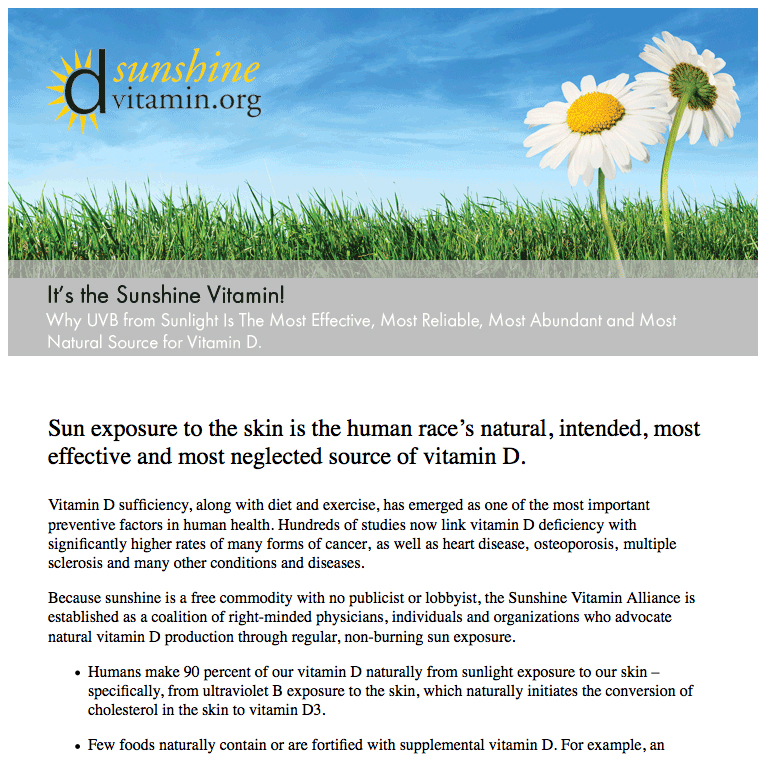 d sunshine
vitamin.org
It's the Sunshine Vitamin!
Why UVB from Sunlight Is The Most Effective, Most Reliable, Most Abundant and Most
Natural Source for Vitamin D.
Sun exposure to the skin is the human race's natural, intended, most
effective and most neglected source of vitamin D.
Vitamin D sufficiency, along with diet and exercise, has emerged as one of the most important
preventive factors in human health. Hundreds of studies now link vitamin D deficiency with
significantly higher rates of many forms of cancer, as well as heart disease, osteoporosis, multiple
sclerosis and many other conditions and diseases.
Because sunshine is a free commodity with no publicist or lobbyist, the Sunshine Vitamin Alliance is
established as a coalition of right-minded physicians, individuals and organizations who advocate
natural vitamin D production through regular, non-burning sun exposure.
• Humans make 90 percent of our vitamin D naturally from sunlight exposure to our skin –
specifically, from ultraviolet B exposure to the skin, which naturally initiates the conversion of
cholesterol in the skin to vitamin D3.
• Few foods naturally contain or are fortified with supplemental vitamin D. For example, an